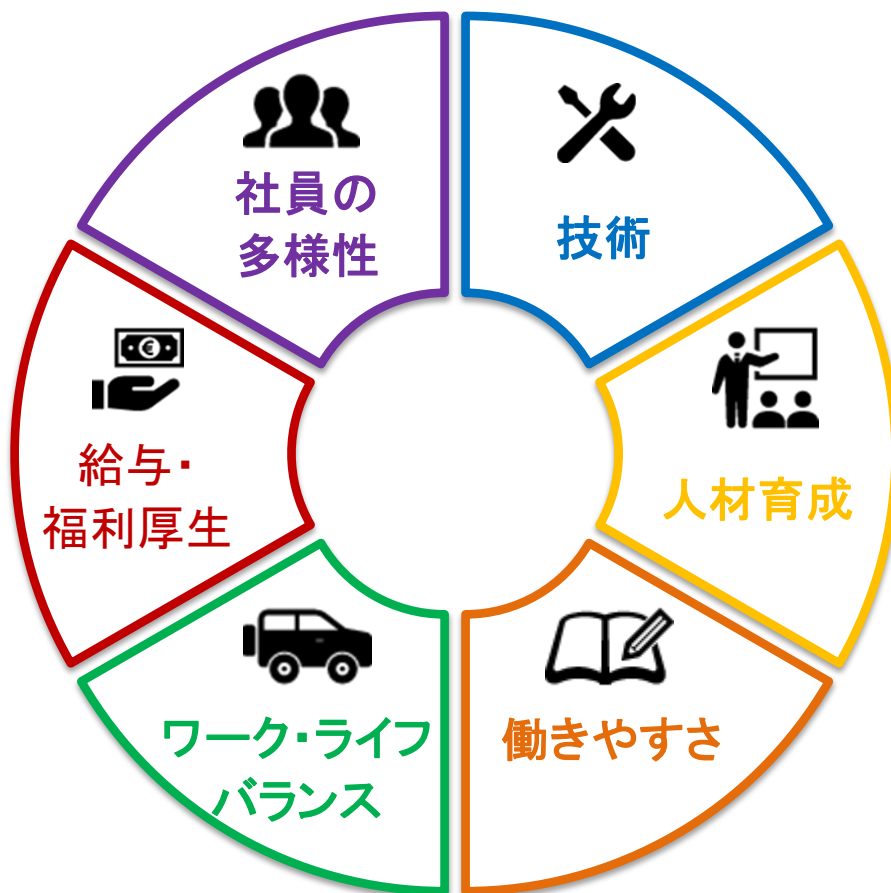 社員の
多様性
技術
給与・
福利厚生
人材育成
ワーク・ライフ
バランス
働きやすさ